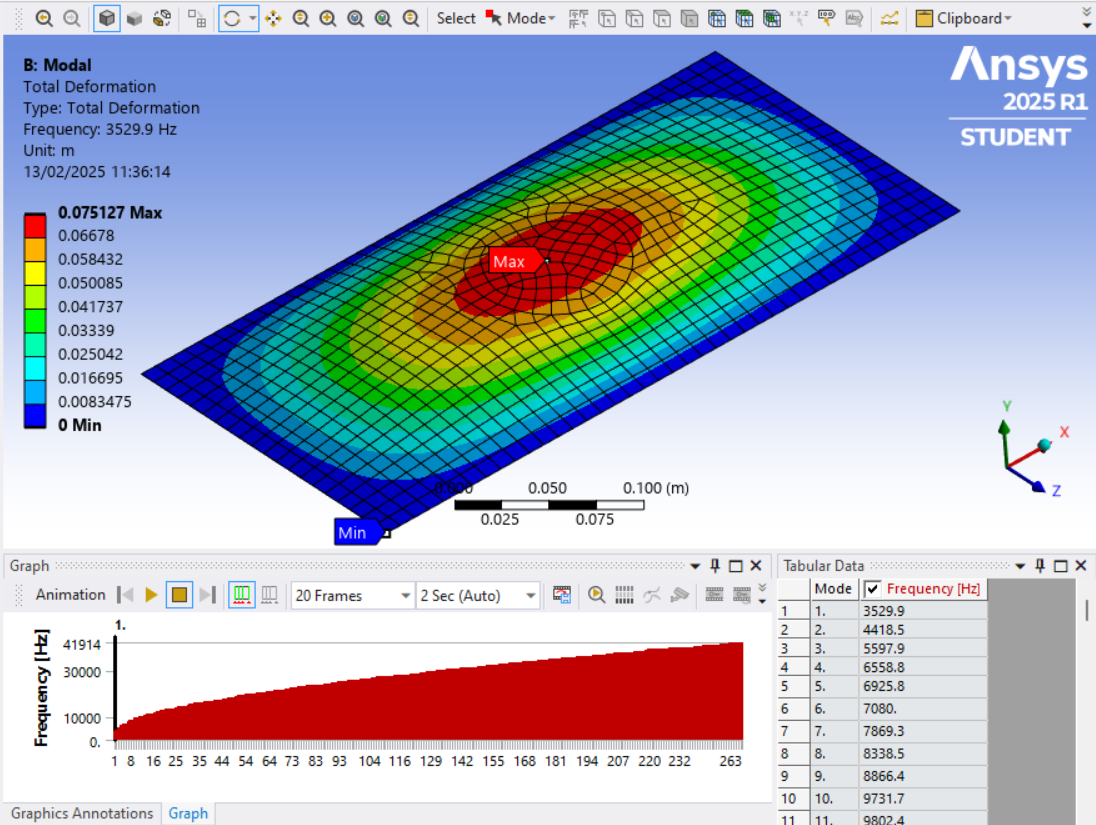 Select Mode Clipboard
B: Modal
Total Deformation
Type: Total Deformation
Frequency: 3529.9 Hz
Unit: m
13/02/2025 11:36:14
Ansys
2025 R1
STUDENT
0.075127 Max
0.06678
0.058432
0.050085
0.041737
0.03339
0.025042
0.016695
0.0083475
0 Min
Max
Min
0.000 0.050 0.100 (m)
0.025 0.075
Y
X
Z
Graph
Animation 20 Frames 2 Sec (Auto)
1.
Frequency [Hz]
41914
30000
10000
0.
1 8 16 25 35 44 54 64 73 83 93 104 116 129 142 155 168 181 194 207 220 232 263
Graphics Annotations Graph
Tabular Data
Mode Frequency [Hz]
1 1. 3529.9
2 2. 4418.5
3 3. 5597.9
4 4. 6558.8
5 5. 6925.8
6 6. 7080.
7 7. 7869.3
8 8. 8338.5
9 9. 8866.4
10 10. 9731.7
11 11. 9802.4